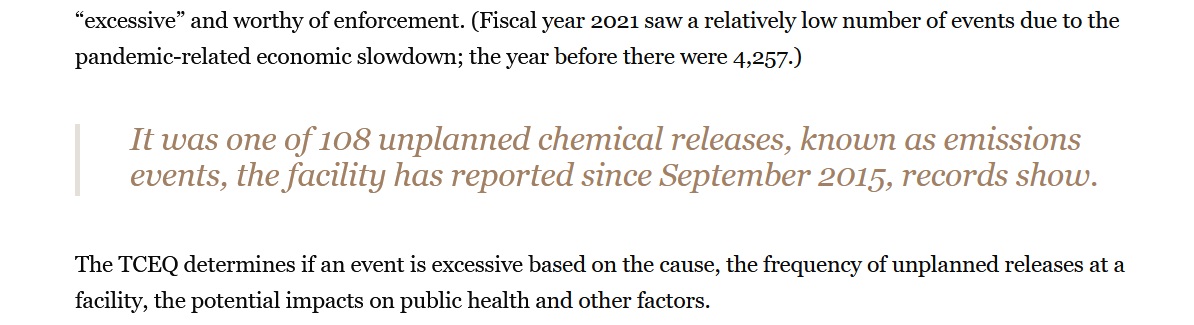 “excessive” and worthy of enforcement. (Fiscal year 2021 saw a relatively low number of events due to the
pandemic-related economic slowdown; the year before there were 4,257.)
It was one of 108 unplanned chemical releases, known as emissions
events, the facility has reported since September 2015, records show.
The TCEQ determines if an event is excessive based on the cause, the frequency of unplanned releases at a
facility, the potential impacts on public health and other factors.